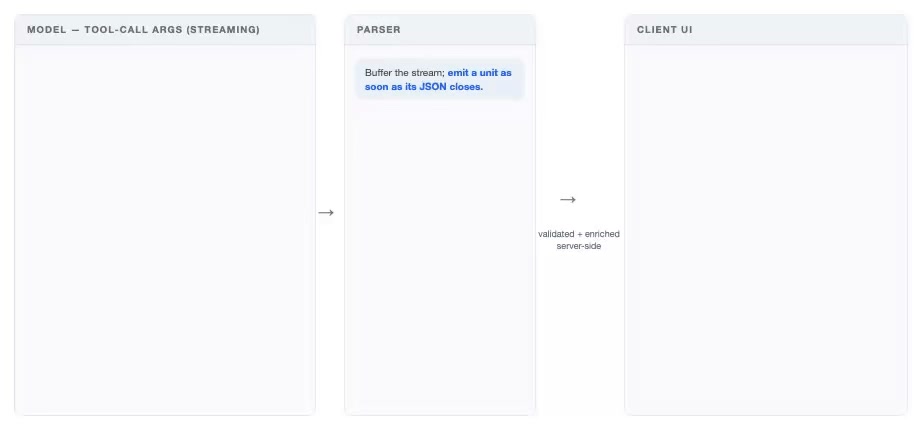 MODEL — TOOL-CALL ARGS (STREAMING)
PARSER
CLIENT UI
Buffer the stream; emit a unit as
soon as its JSON closes.
→
→
validated + enriched
server-side